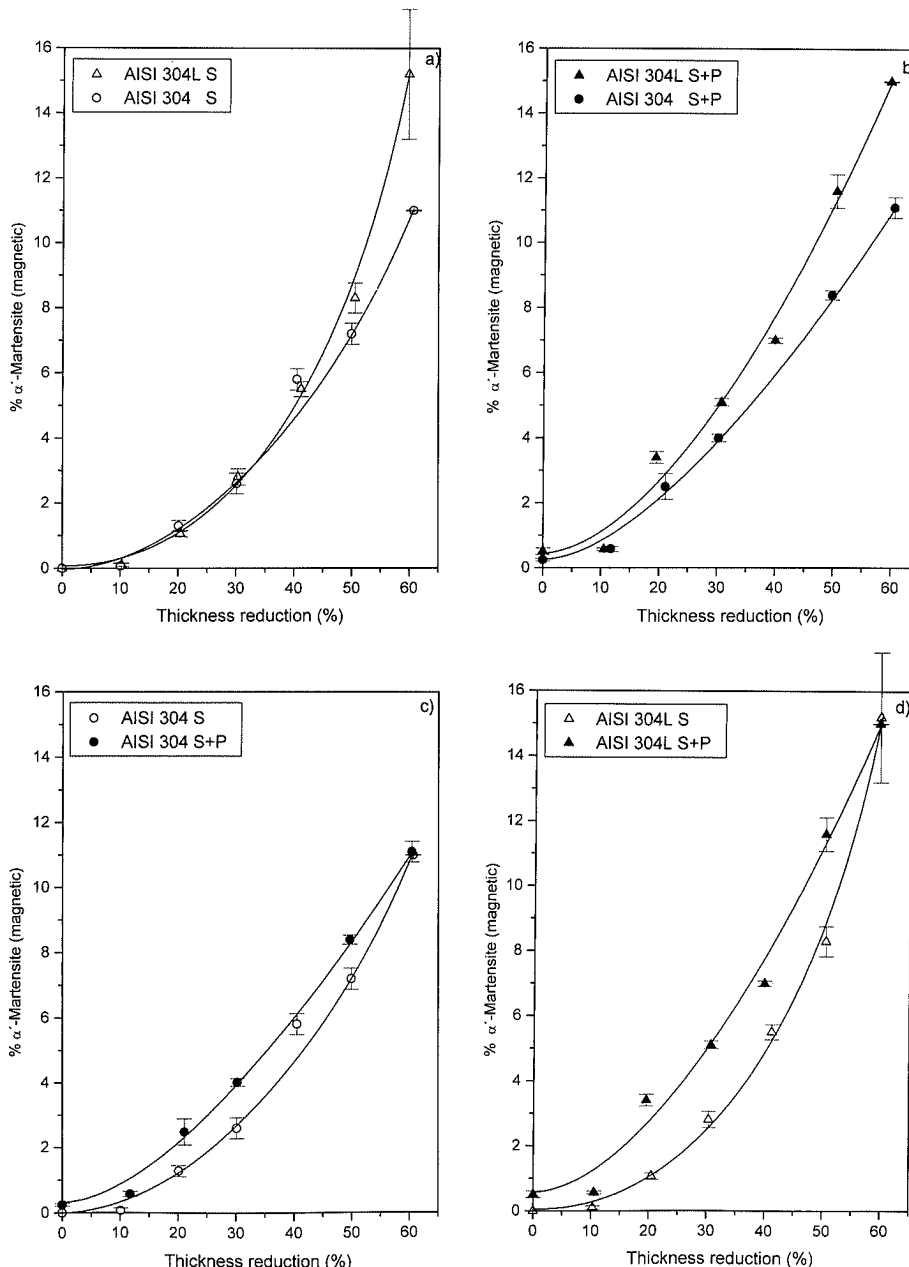 a)
AISI 304L S
AISI 304 S
16
14
12
10
8
6
4
2
0
% α´-Martensite (magnetic)
0 10 20 30 40 50 60
Thickness reduction (%)
b
AISI 304L S+P
AISI 304 S+P
16
14
12
10
8
6
4
2
0
% α´-Martensite (magnetic)
0 10 20 30 40 50 60
Thickness reduction (%)
c)
AISI 304 S
AISI 304 S+P
16
14
12
10
8
6
4
2
0
% α´-Martensite (magnetic)
0 10 20 30 40 50 60
Thickness reduction (%)
d)
AISI 304L S
AISI 304L S+P
16
14
12
10
8
6
4
2
0
% α´-Martensite (magnetic)
0 10 20 30 40 50 60
Thickness reduction (%)